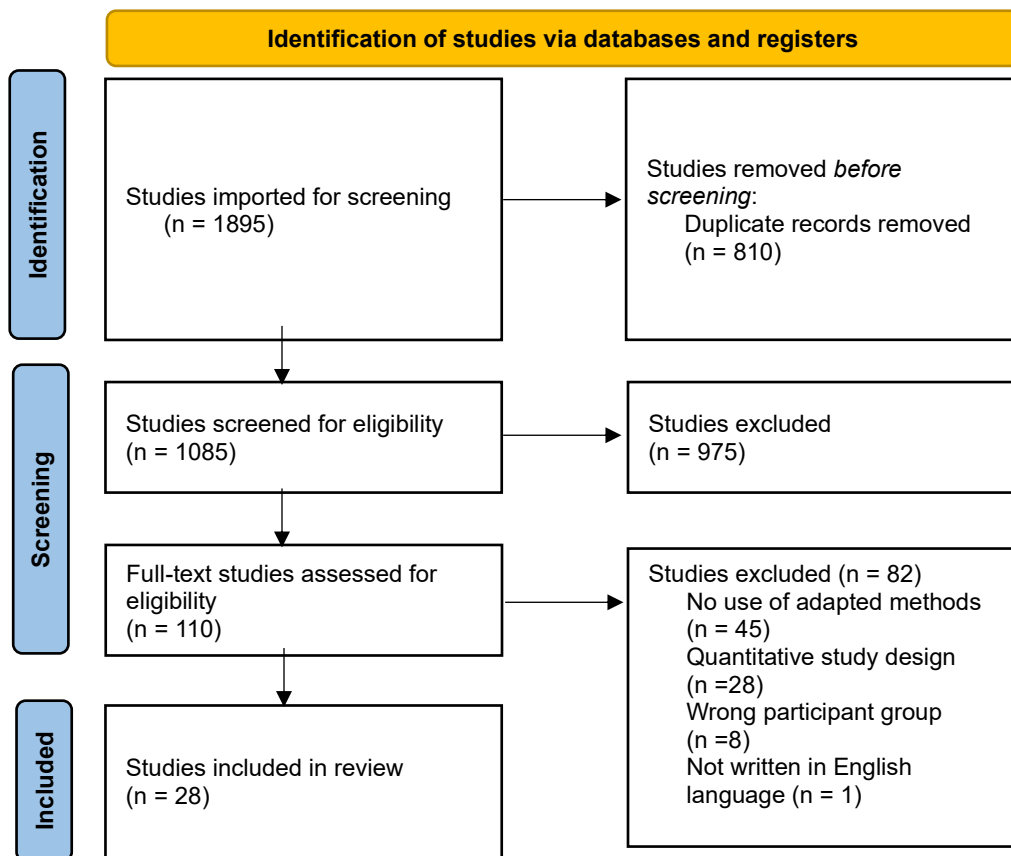 Identification of studies via databases and registers
Identification
Studies imported for screening
(n = 1895)
Studies removed before
screening:
Duplicate records removed
(n = 810)
Screening
Studies screened for eligibility
(n = 1085)
Studies excluded
(n = 975)
Full-text studies assessed for
eligibility
(n = 110)
Studies excluded (n = 82)
No use of adapted methods
(n = 45)
Quantitative study design
(n =28)
Wrong participant group
(n =8)
Not written in English
language (n = 1)
Included
Studies included in review
(n = 28)